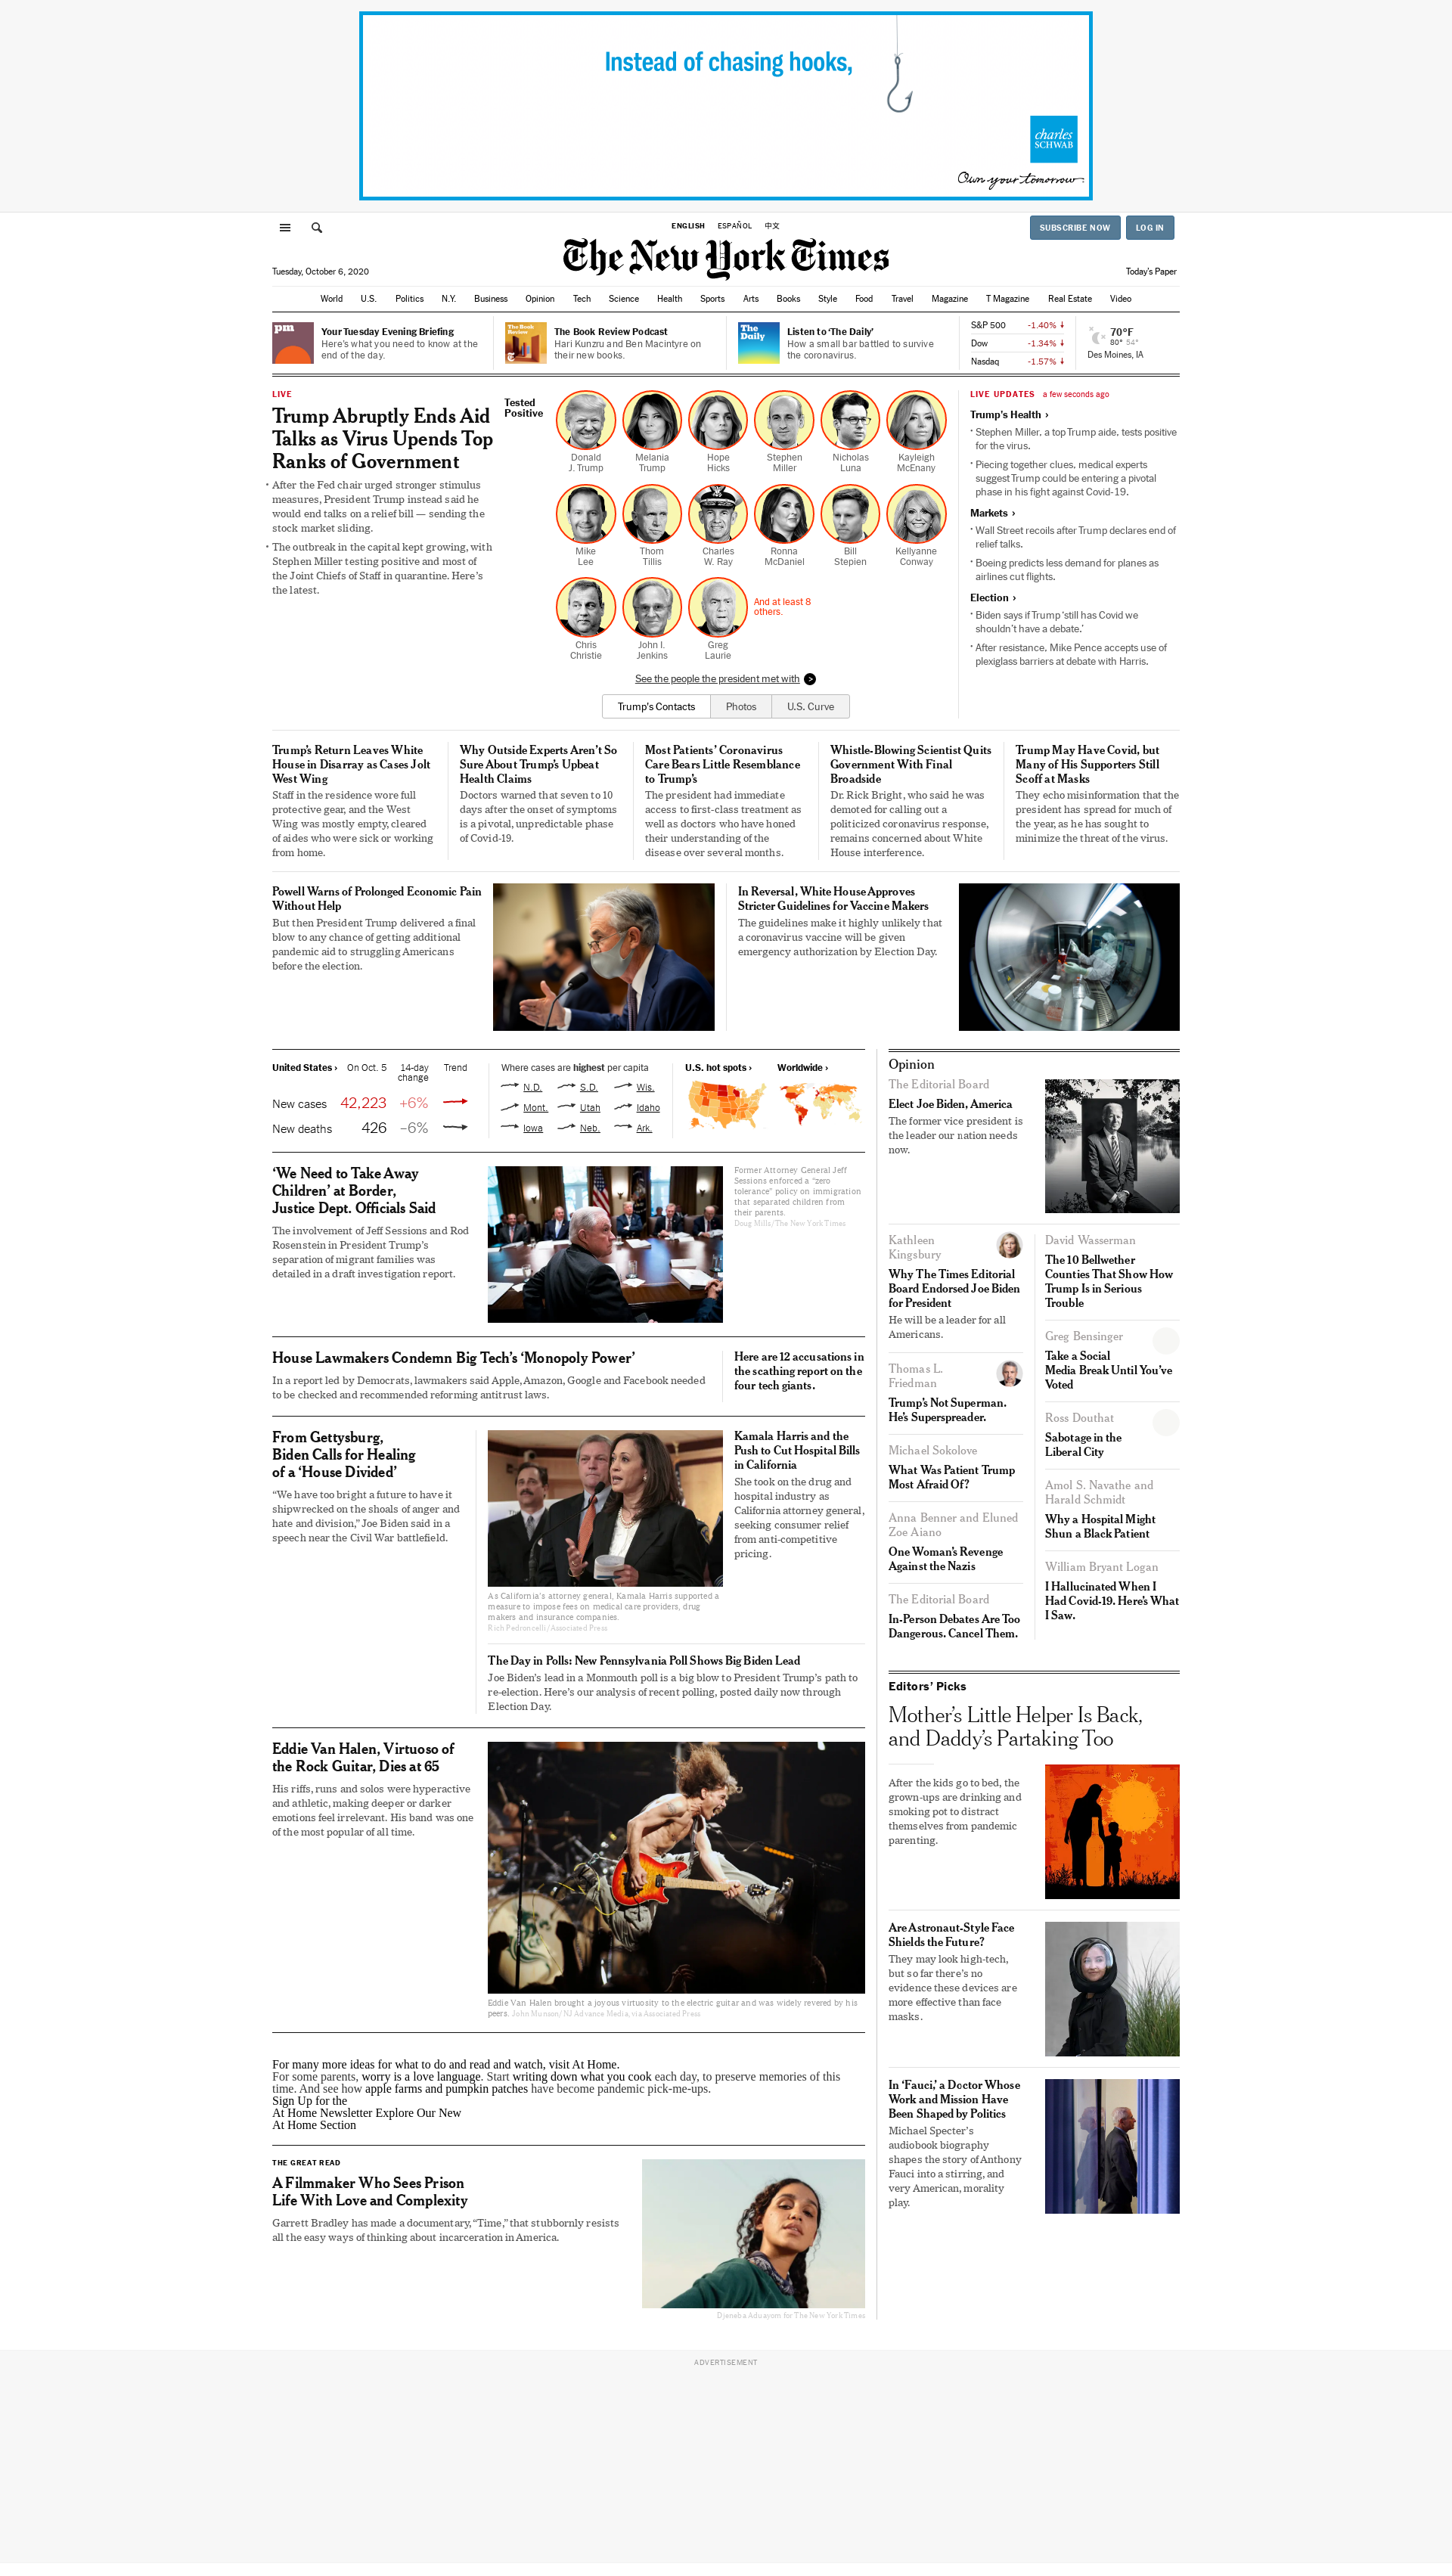 Instead of chasing hooks,
charles
SCHWAB
Own your tomorrow.
ENGLISH ESPAÑOL 中文
SUBSCRIBE NOW LOG IN
The New York Times
Tuesday, October 6, 2020
Today's Paper
World U.S. Politics N.Y. Business Opinion Tech Science Health Sports Arts Books Style Food Travel Magazine T Magazine Real Estate Video
pm
Your Tuesday Evening Briefing
Here's what you need to know at the
end of the day.
The Book
Review
The Book Review Podcast
Hari Kunzru and Ben Macintyre on
their new books.
The
Daily
Listen to 'The Daily'
How a small bar battled to survive
the coronavirus.
S&P 500 -1.40%
Dow -1.34%
Nasdaq -1.57%
70°F
80° 54°
Des Moines, IA
LIVE
Trump Abruptly Ends Aid
Talks as Virus Upends Top
Ranks of Government
• After the Fed chair urged stronger stimulus
measures, President Trump instead said he
would end talks on a relief bill — sending the
stock market sliding.
• The outbreak in the capital kept growing, with
Stephen Miller testing positive and most of
the Joint Chiefs of Staff in quarantine. Here's
the latest.
Tested
Positive
Donald
J. Trump
Melania
Trump
Hope
Hicks
Stephen
Miller
Nicholas
Luna
Kayleigh
McEnany
Mike
Lee
Thom
Tillis
Charles
W. Ray
Ronna
McDaniel
Bill
Stepien
Kellyanne
Conway
Chris
Christie
John I.
Jenkins
Greg
Laurie
And at least 8
others.
See the people the president met with >
Trump's Contacts Photos U.S. Curve
LIVE UPDATES a few seconds ago
Trump's Health ›
• Stephen Miller, a top Trump aide, tests positive
for the virus.
• Piecing together clues, medical experts
suggest Trump could be entering a pivotal
phase in his fight against Covid-19.
Markets ›
• Wall Street recoils after Trump declares end of
relief talks.
• Boeing predicts less demand for planes as
airlines cut flights.
Election ›
• Biden says if Trump 'still has Covid we
shouldn't have a debate.'
• After resistance, Mike Pence accepts use of
plexiglass barriers at debate with Harris.
Trump's Return Leaves White
House in Disarray as Cases Jolt
West Wing
Staff in the residence wore full
protective gear, and the West
Wing was mostly empty, cleared
of aides who were sick or working
from home.
Why Outside Experts Aren't So
Sure About Trump's Upbeat
Health Claims
Doctors warned that seven to 10
days after the onset of symptoms
is a pivotal, unpredictable phase
of Covid-19.
Most Patients' Coronavirus
Care Bears Little Resemblance
to Trump's
The president had immediate
access to first-class treatment as
well as doctors who have honed
their understanding of the
disease over several months.
Whistle-Blowing Scientist Quits
Government With Final
Broadside
Dr. Rick Bright, who said he was
demoted for calling out a
politicized coronavirus response,
remains concerned about White
House interference.
Trump May Have Covid, but
Many of His Supporters Still
Scoff at Masks
They echo misinformation that the
president has spread for much of
the year, as he has sought to
minimize the threat of the virus.
Powell Warns of Prolonged Economic Pain
Without Help
But then President Trump delivered a final
blow to any chance of getting additional
pandemic aid to struggling Americans
before the election.
In Reversal, White House Approves
Stricter Guidelines for Vaccine Makers
The guidelines make it highly unlikely that
a coronavirus vaccine will be given
emergency authorization by Election Day.
United States › On Oct. 5 14-day
change Trend
New cases 42,223 +6%
New deaths 426 –6%
Where cases are highest per capita
N.D. S.D. Wis.
Mont. Utah Idaho
Iowa Neb. Ark.
U.S. hot spots › Worldwide ›
'We Need to Take Away
Children' at Border,
Justice Dept. Officials Said
The involvement of Jeff Sessions and Rod
Rosenstein in President Trump's
separation of migrant families was
detailed in a draft investigation report.
Former Attorney General Jeff
Sessions enforced a "zero
tolerance" policy on immigration
that separated children from
their parents.
Doug Mills/The New York Times
House Lawmakers Condemn Big Tech's 'Monopoly Power'
In a report led by Democrats, lawmakers said Apple, Amazon, Google and Facebook needed
to be checked and recommended reforming antitrust laws.
Here are 12 accusations in
the scathing report on the
four tech giants.
From Gettysburg,
Biden Calls for Healing
of a 'House Divided'
"We have too bright a future to have it
shipwrecked on the shoals of anger and
hate and division," Joe Biden said in a
speech near the Civil War battlefield.
As California's attorney general, Kamala Harris supported a
measure to impose fees on medical care providers, drug
makers and insurance companies.
Rich Pedroncelli/Associated Press
Kamala Harris and the
Push to Cut Hospital Bills
in California
She took on the drug and
hospital industry as
California attorney general,
seeking consumer relief
from anti-competitive
pricing.
The Day in Polls: New Pennsylvania Poll Shows Big Biden Lead
Joe Biden's lead in a Monmouth poll is a big blow to President Trump's path to
re-election. Here's our analysis of recent polling, posted daily now through
Election Day.
Eddie Van Halen, Virtuoso of
the Rock Guitar, Dies at 65
His riffs, runs and solos were hyperactive
and athletic, making deeper or darker
emotions feel irrelevant. His band was one
of the most popular of all time.
Eddie Van Halen brought a joyous virtuosity to the electric guitar and was widely revered by his
peers. John Munson/NJ Advance Media, via Associated Press
For many more ideas for what to do and read and watch, visit At Home.
For some parents, worry is a love language. Start writing down what you cook each day, to preserve memories of this
time. And see how apple farms and pumpkin patches have become pandemic pick-me-ups.
Sign Up for the
At Home Newsletter Explore Our New
At Home Section
THE GREAT READ
A Filmmaker Who Sees Prison
Life With Love and Complexity
Garrett Bradley has made a documentary, "Time," that stubbornly resists
all the easy ways of thinking about incarceration in America.
Djeneba Aduayom for The New York Times
Opinion
The Editorial Board
Elect Joe Biden, America
The former vice president is
the leader our nation needs
now.
Kathleen
Kingsbury
Why The Times Editorial
Board Endorsed Joe Biden
for President
He will be a leader for all
Americans.
Thomas L.
Friedman
Trump's Not Superman.
He's Superspreader.
Michael Sokolove
What Was Patient Trump
Most Afraid Of?
Anna Benner and Eluned
Zoe Aiano
One Woman's Revenge
Against the Nazis
The Editorial Board
In-Person Debates Are Too
Dangerous. Cancel Them.
David Wasserman
The 10 Bellwether
Counties That Show How
Trump Is in Serious
Trouble
Greg Bensinger
Take a Social
Media Break Until You've
Voted
Ross Douthat
Sabotage in the
Liberal City
Amol S. Navathe and
Harald Schmidt
Why a Hospital Might
Shun a Black Patient
William Bryant Logan
I Hallucinated When I
Had Covid-19. Here's What
I Saw.
Editors' Picks
Mother's Little Helper Is Back,
and Daddy's Partaking Too
After the kids go to bed, the
grown-ups are drinking and
smoking pot to distract
themselves from pandemic
parenting.
Are Astronaut-Style Face
Shields the Future?
They may look high-tech,
but so far there's no
evidence these devices are
more effective than face
masks.
In 'Fauci,' a Doctor Whose
Work and Mission Have
Been Shaped by Politics
Michael Specter's
audiobook biography
shapes the story of Anthony
Fauci into a stirring, and
very American, morality
play.
ADVERTISEMENT